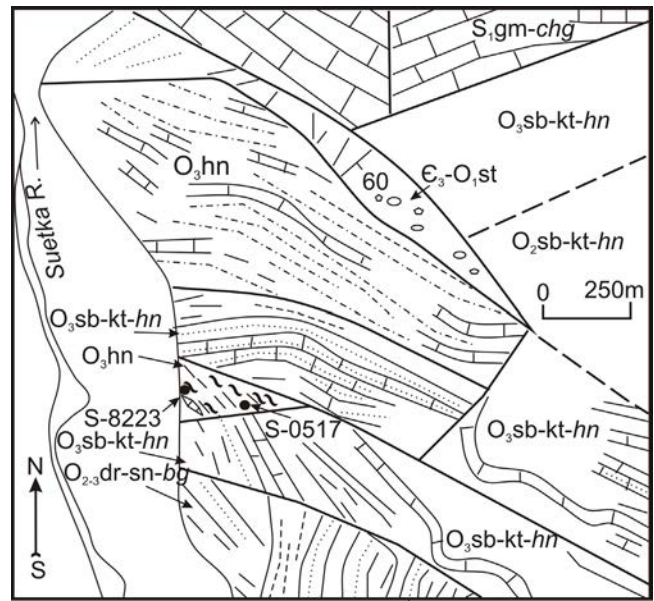 S₁gm-chg
O₃sb-kt-hn
O₃hn
60
Є₃-O₁st
Suetka R.
O₂sb-kt-hn
0 250m
O₃sb-kt-hn
O₃hn
S-8223
S-0517
O₃sb-kt-hn
O₃sb-kt-hn
O₂₋₃dr-sn-bg
N
O₃sb-kt-hn
S